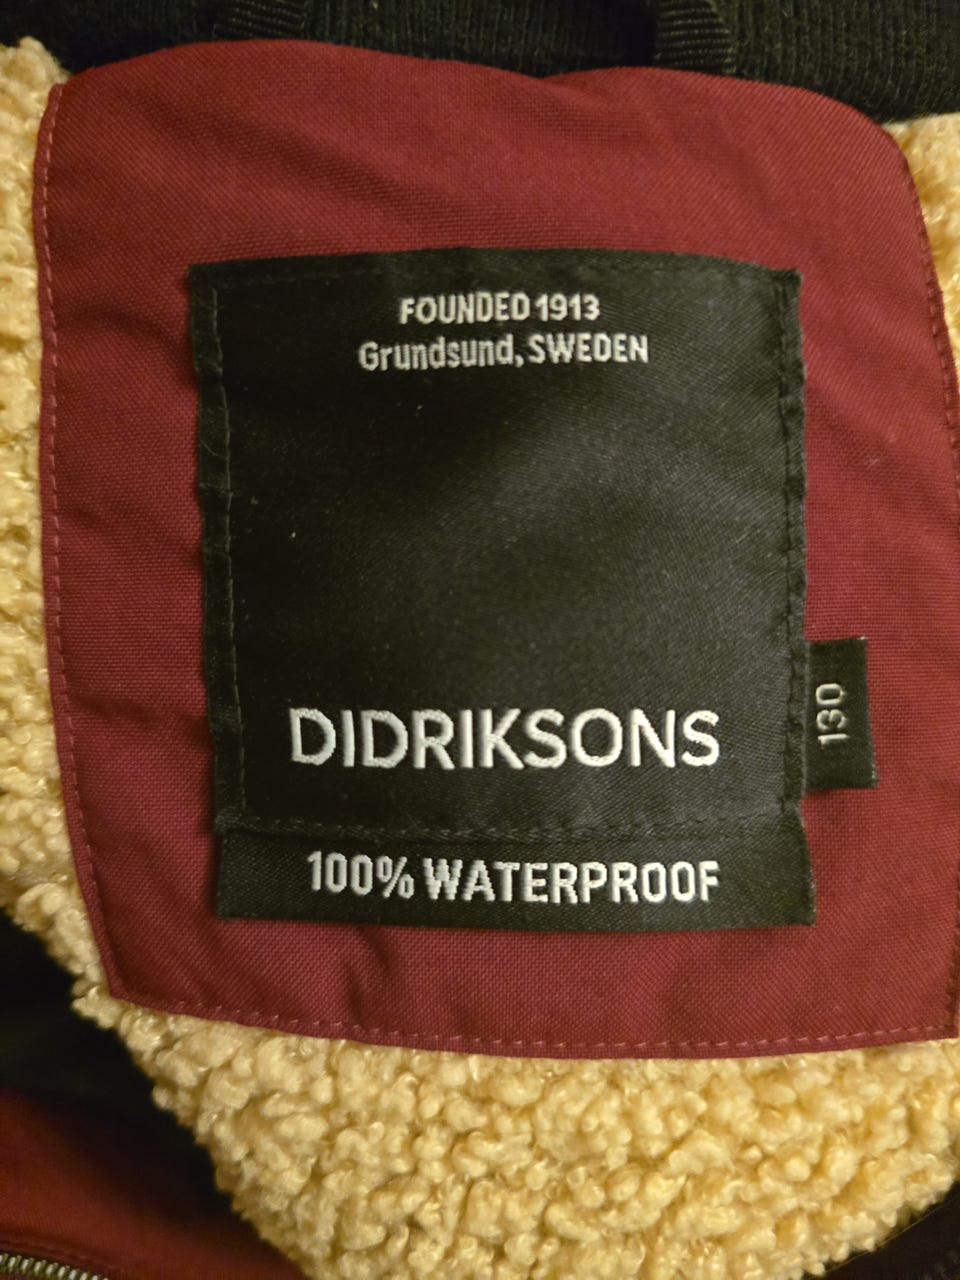 FOUNDED 1913
Grundsund, SWEDEN
DIDRIKSONS
130
100% WATERPROOF